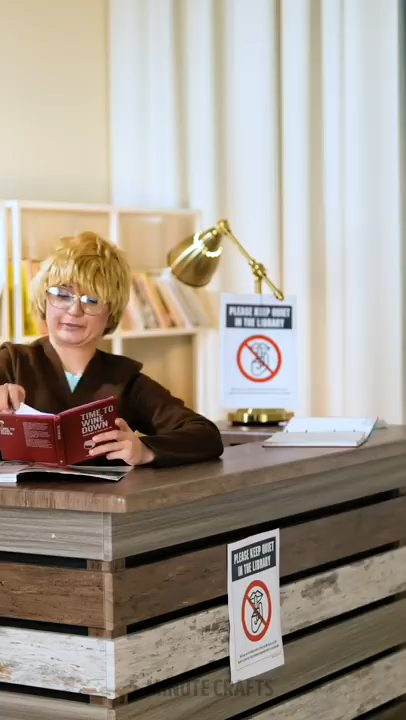 PLEASE KEEP QUIET
IN THE LIBRARY
TIME TO
WINE
DOWN
PLEASE KEEP QUIET
IN THE LIBRARY
MINUTE CRAFTS